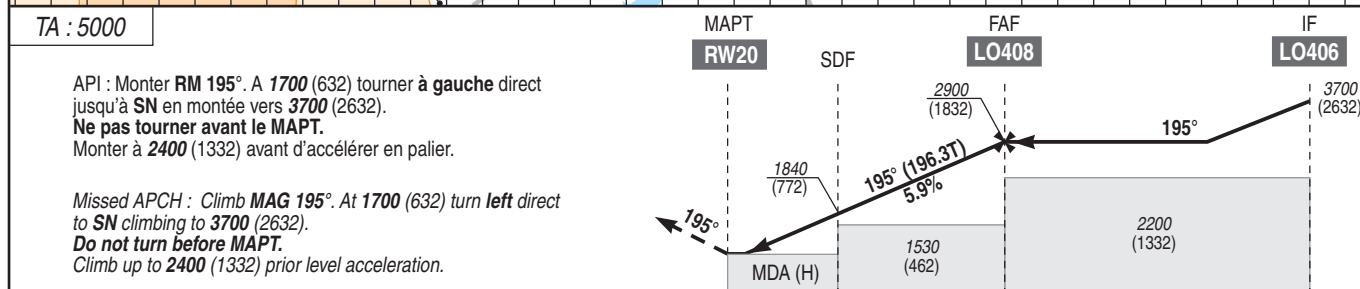 TA : 5000
API : Monter RM 195°. A 1700 (632) tourner à gauche direct
jusqu'à SN en montée vers 3700 (2632).
Ne pas tourner avant le MAPT.
Monter à 2400 (1332) avant d'accélérer en palier.
Missed APCH : Climb MAG 195°. At 1700 (632) turn left direct
to SN climbing to 3700 (2632).
Do not turn before MAPT.
Climb up to 2400 (1332) prior level acceleration.
MAPT
RW20
SDF
FAF
LO408
IF
LO406
2900
(1832)
3700
(2632)
195°
1840
(772)
195° (196.3T)
5.9%
195°
MDA (H)
1530
(462)
2200
(1332)